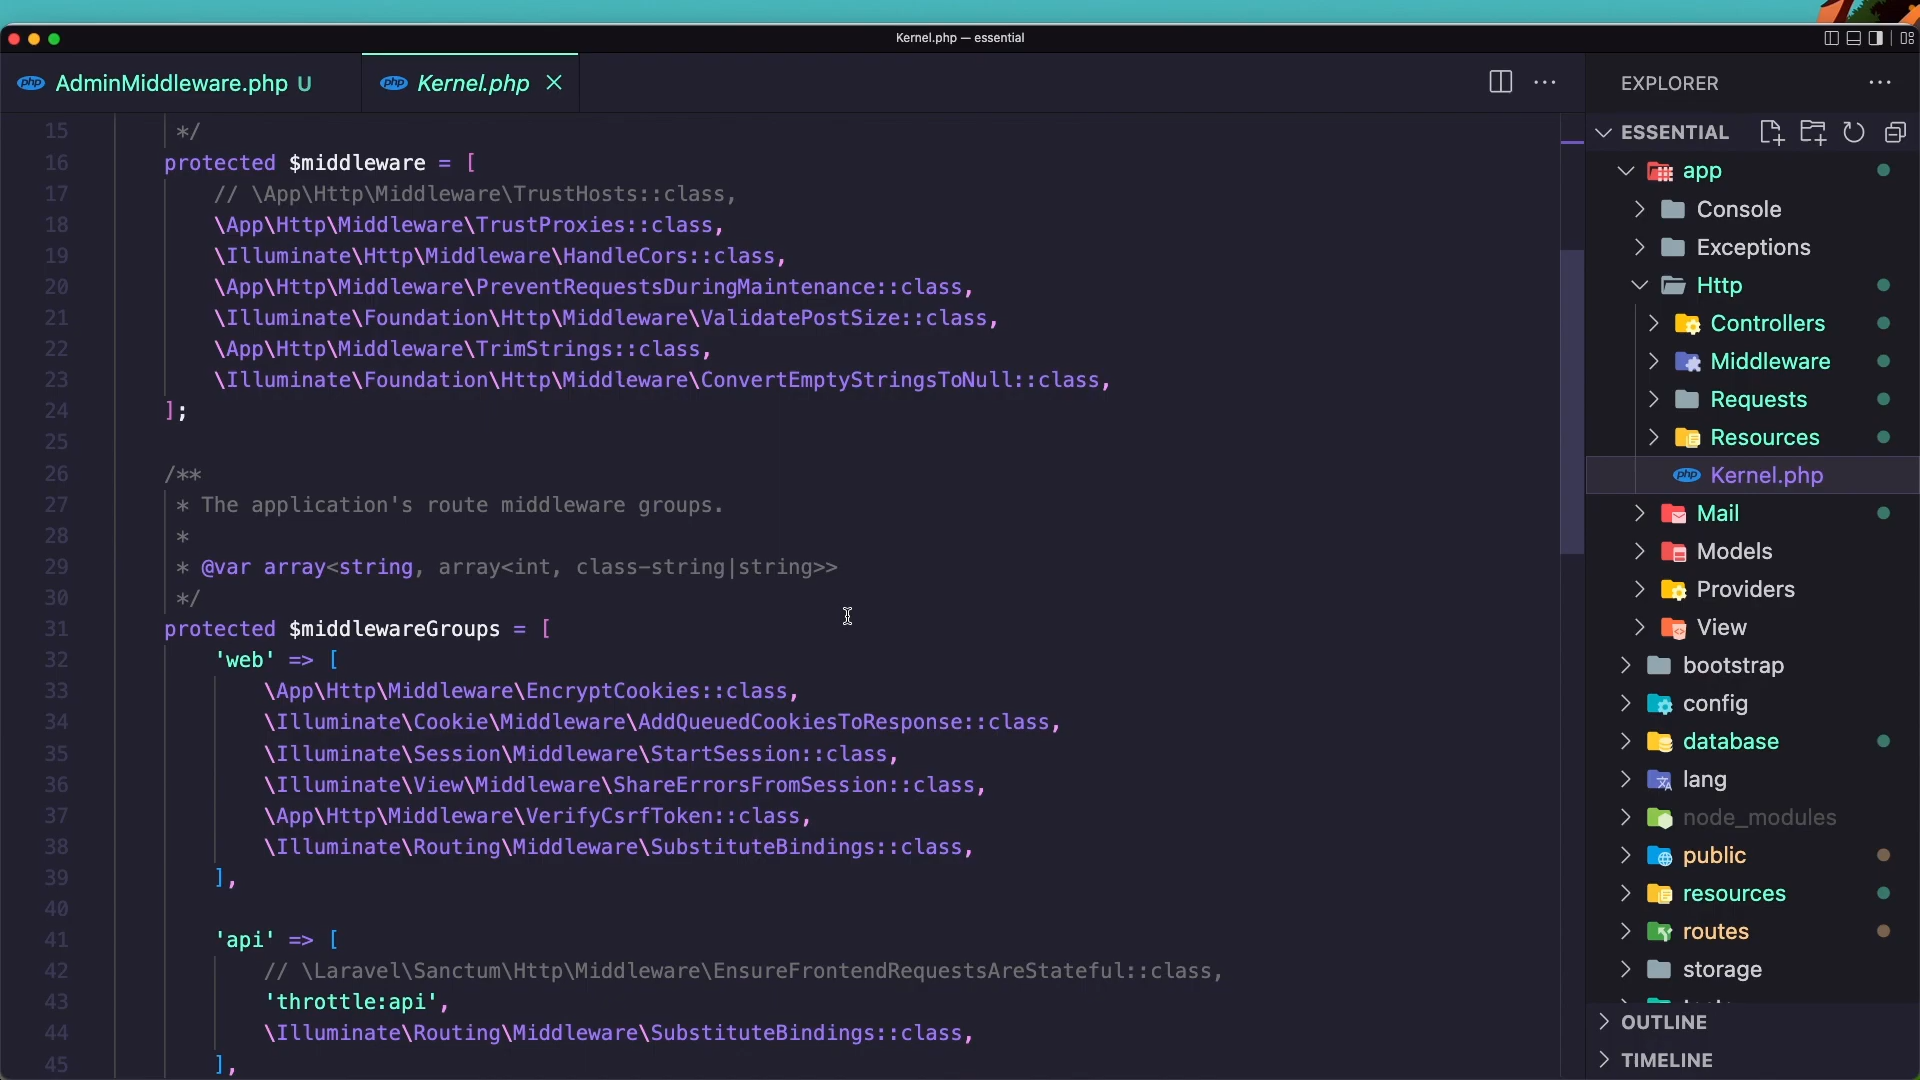 Kernel.php — essential
php AdminMiddleware.php U
php Kernel.php
EXPLORER
ESSENTIAL
15 */
16 protected $middleware = [
17 // \App\Http\Middleware\TrustHosts::class,
18 \App\Http\Middleware\TrustProxies::class,
19 \Illuminate\Http\Middleware\HandleCors::class,
20 \App\Http\Middleware\PreventRequestsDuringMaintenance::class,
21 \Illuminate\Foundation\Http\Middleware\ValidatePostSize::class,
22 \App\Http\Middleware\TrimStrings::class,
23 \Illuminate\Foundation\Http\Middleware\ConvertEmptyStringsToNull::class,
24 ];
25
26 /**
27 * The application's route middleware groups.
28 *
29 * @var array<string, array<int, class-string|string>>
30 */
31 protected $middlewareGroups = [
32 'web' => [
33 \App\Http\Middleware\EncryptCookies::class,
34 \Illuminate\Cookie\Middleware\AddQueuedCookiesToResponse::class,
35 \Illuminate\Session\Middleware\StartSession::class,
36 \Illuminate\View\Middleware\ShareErrorsFromSession::class,
37 \App\Http\Middleware\VerifyCsrfToken::class,
38 \Illuminate\Routing\Middleware\SubstituteBindings::class,
39 ],
40
41 'api' => [
42 // \Laravel\Sanctum\Http\Middleware\EnsureFrontendRequestsAreStateful::class,
43 'throttle:api',
44 \Illuminate\Routing\Middleware\SubstituteBindings::class,
45 ],
app
Console
Exceptions
Http
Controllers
Middleware
Requests
Resources
php Kernel.php
Mail
Models
Providers
View
bootstrap
config
database
lang
node_modules
public
resources
routes
storage
OUTLINE
TIMELINE